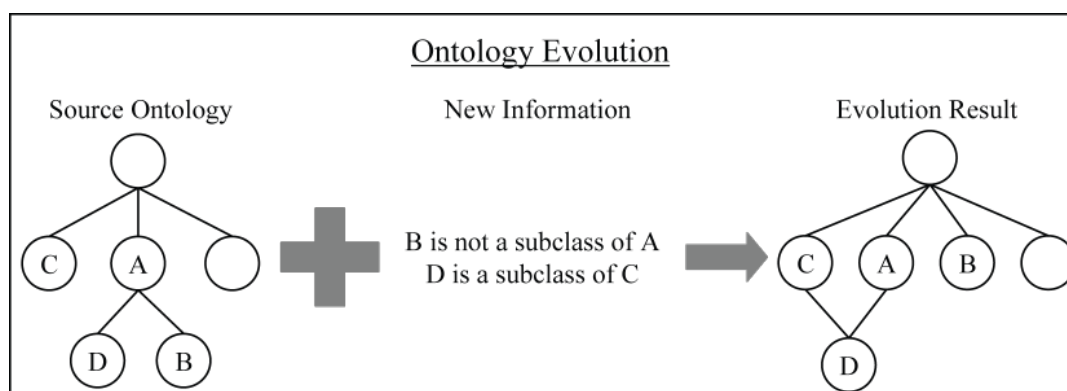 Ontology Evolution
Source Ontology
New Information
Evolution Result
C
A
D
B
B is not a subclass of A
D is a subclass of C
C
A
B
D